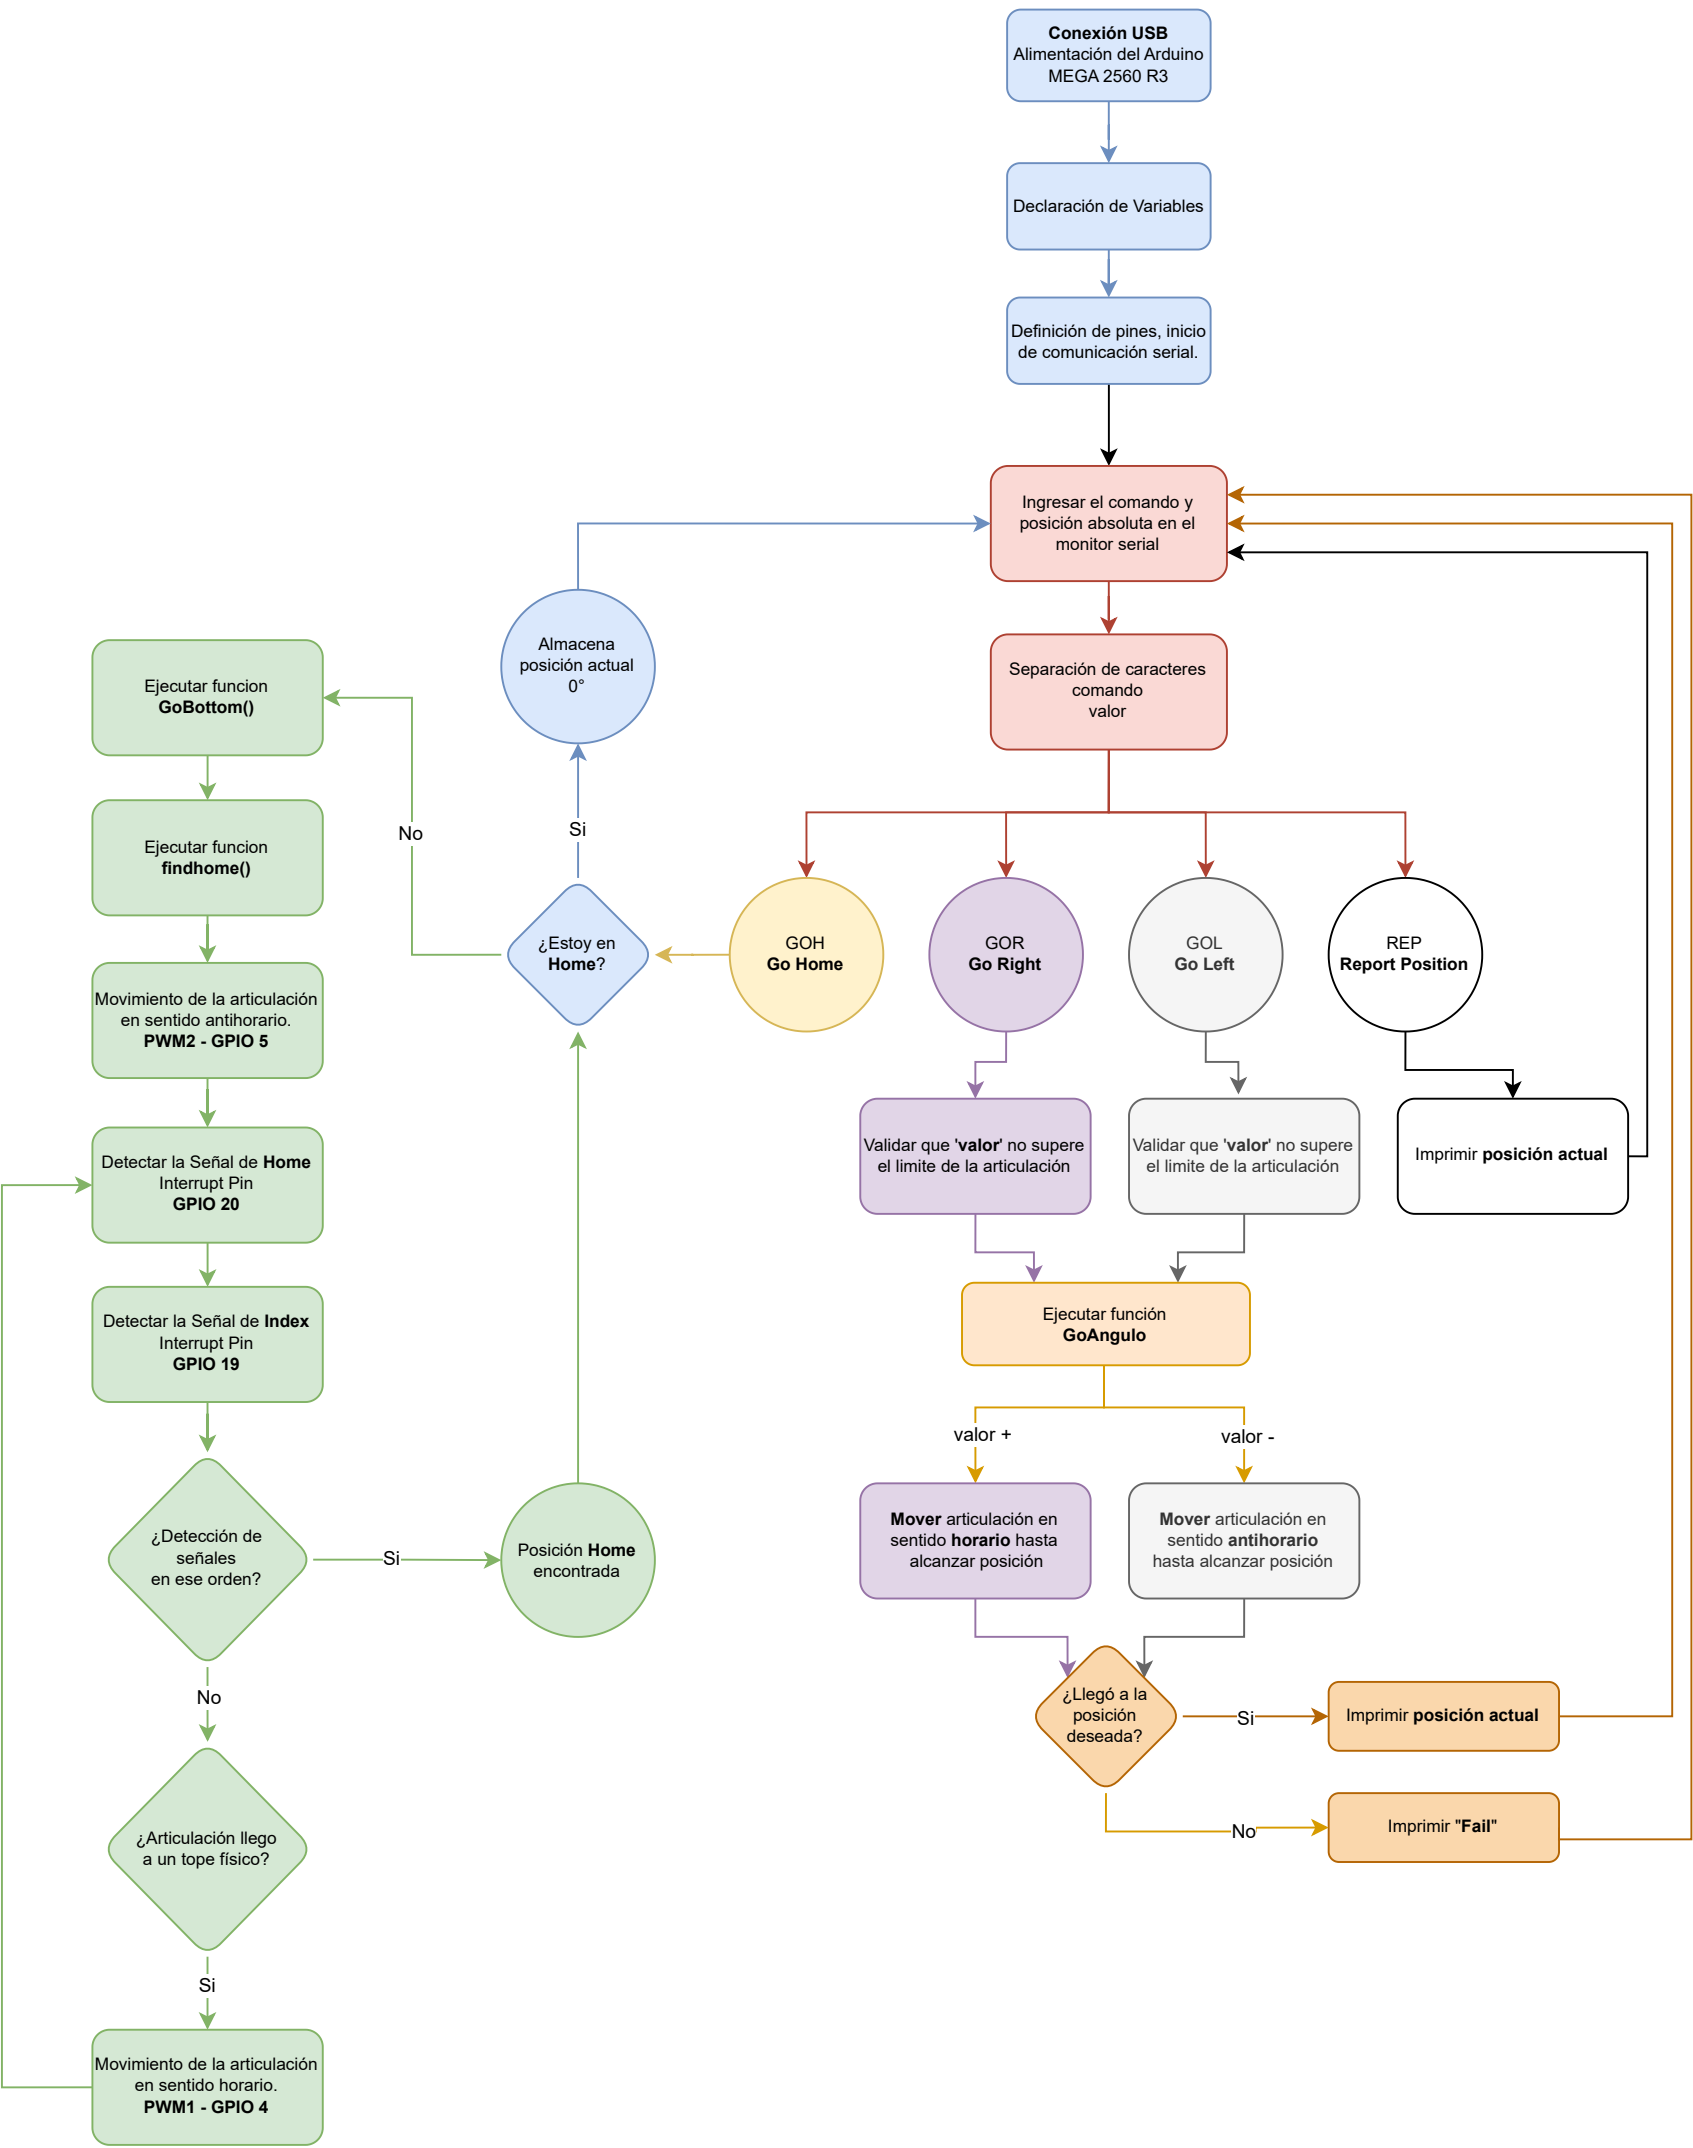 Conexión USB
Alimentación del Arduino
MEGA 2560 R3
Declaración de Variables
Definición de pines, inicio
de comunicación serial.
Ingresar el comando y
posición absoluta en el
monitor serial
Separación de caracteres
comando
valor
Almacena
posición actual
0°
Si
No
¿Estoy en
Home?
GOH
Go Home
GOR
Go Right
GOL
Go Left
REP
Report Position
Ejecutar funcion
GoBottom()
Ejecutar funcion
findhome()
Movimiento de la articulación
en sentido antihorario.
PWM2 - GPIO 5
Detectar la Señal de Home
Interrupt Pin
GPIO 20
Detectar la Señal de Index
Interrupt Pin
GPIO 19
¿Detección de
señales
en ese orden?
Si
Posición Home
encontrada
No
¿Articulación llego
a un tope físico?
Si
Movimiento de la articulación
en sentido horario.
PWM1 - GPIO 4
Validar que 'valor' no supere
el limite de la articulación
Validar que 'valor' no supere
el limite de la articulación
Imprimir posición actual
Ejecutar función
GoAngulo
valor +
valor -
Mover articulación en
sentido horario hasta
alcanzar posición
Mover articulación en
sentido antihorario
hasta alcanzar posición
¿Llegó a la
posición
deseada?
Si
Imprimir posición actual
No
Imprimir "Fail"